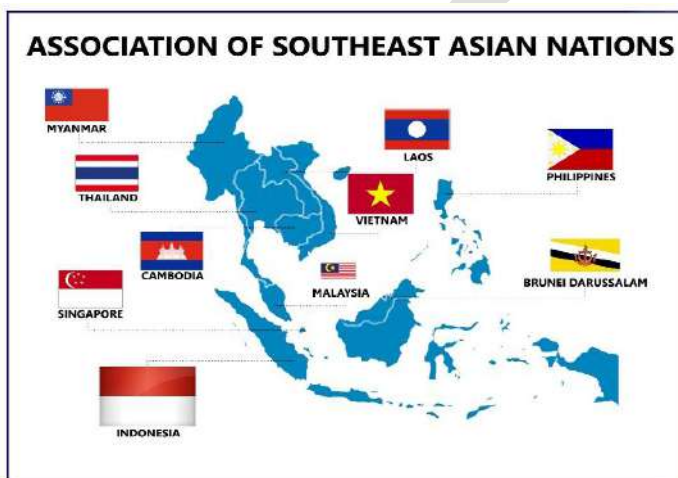 ASSOCIATION OF SOUTHEAST ASIAN NATIONS
MYANMAR
LAOS
PHILIPPINES
THAILAND
VIETNAM
CAMBODIA
BRUNEI DARUSSALAM
MALAYSIA
SINGAPORE
INDONESIA